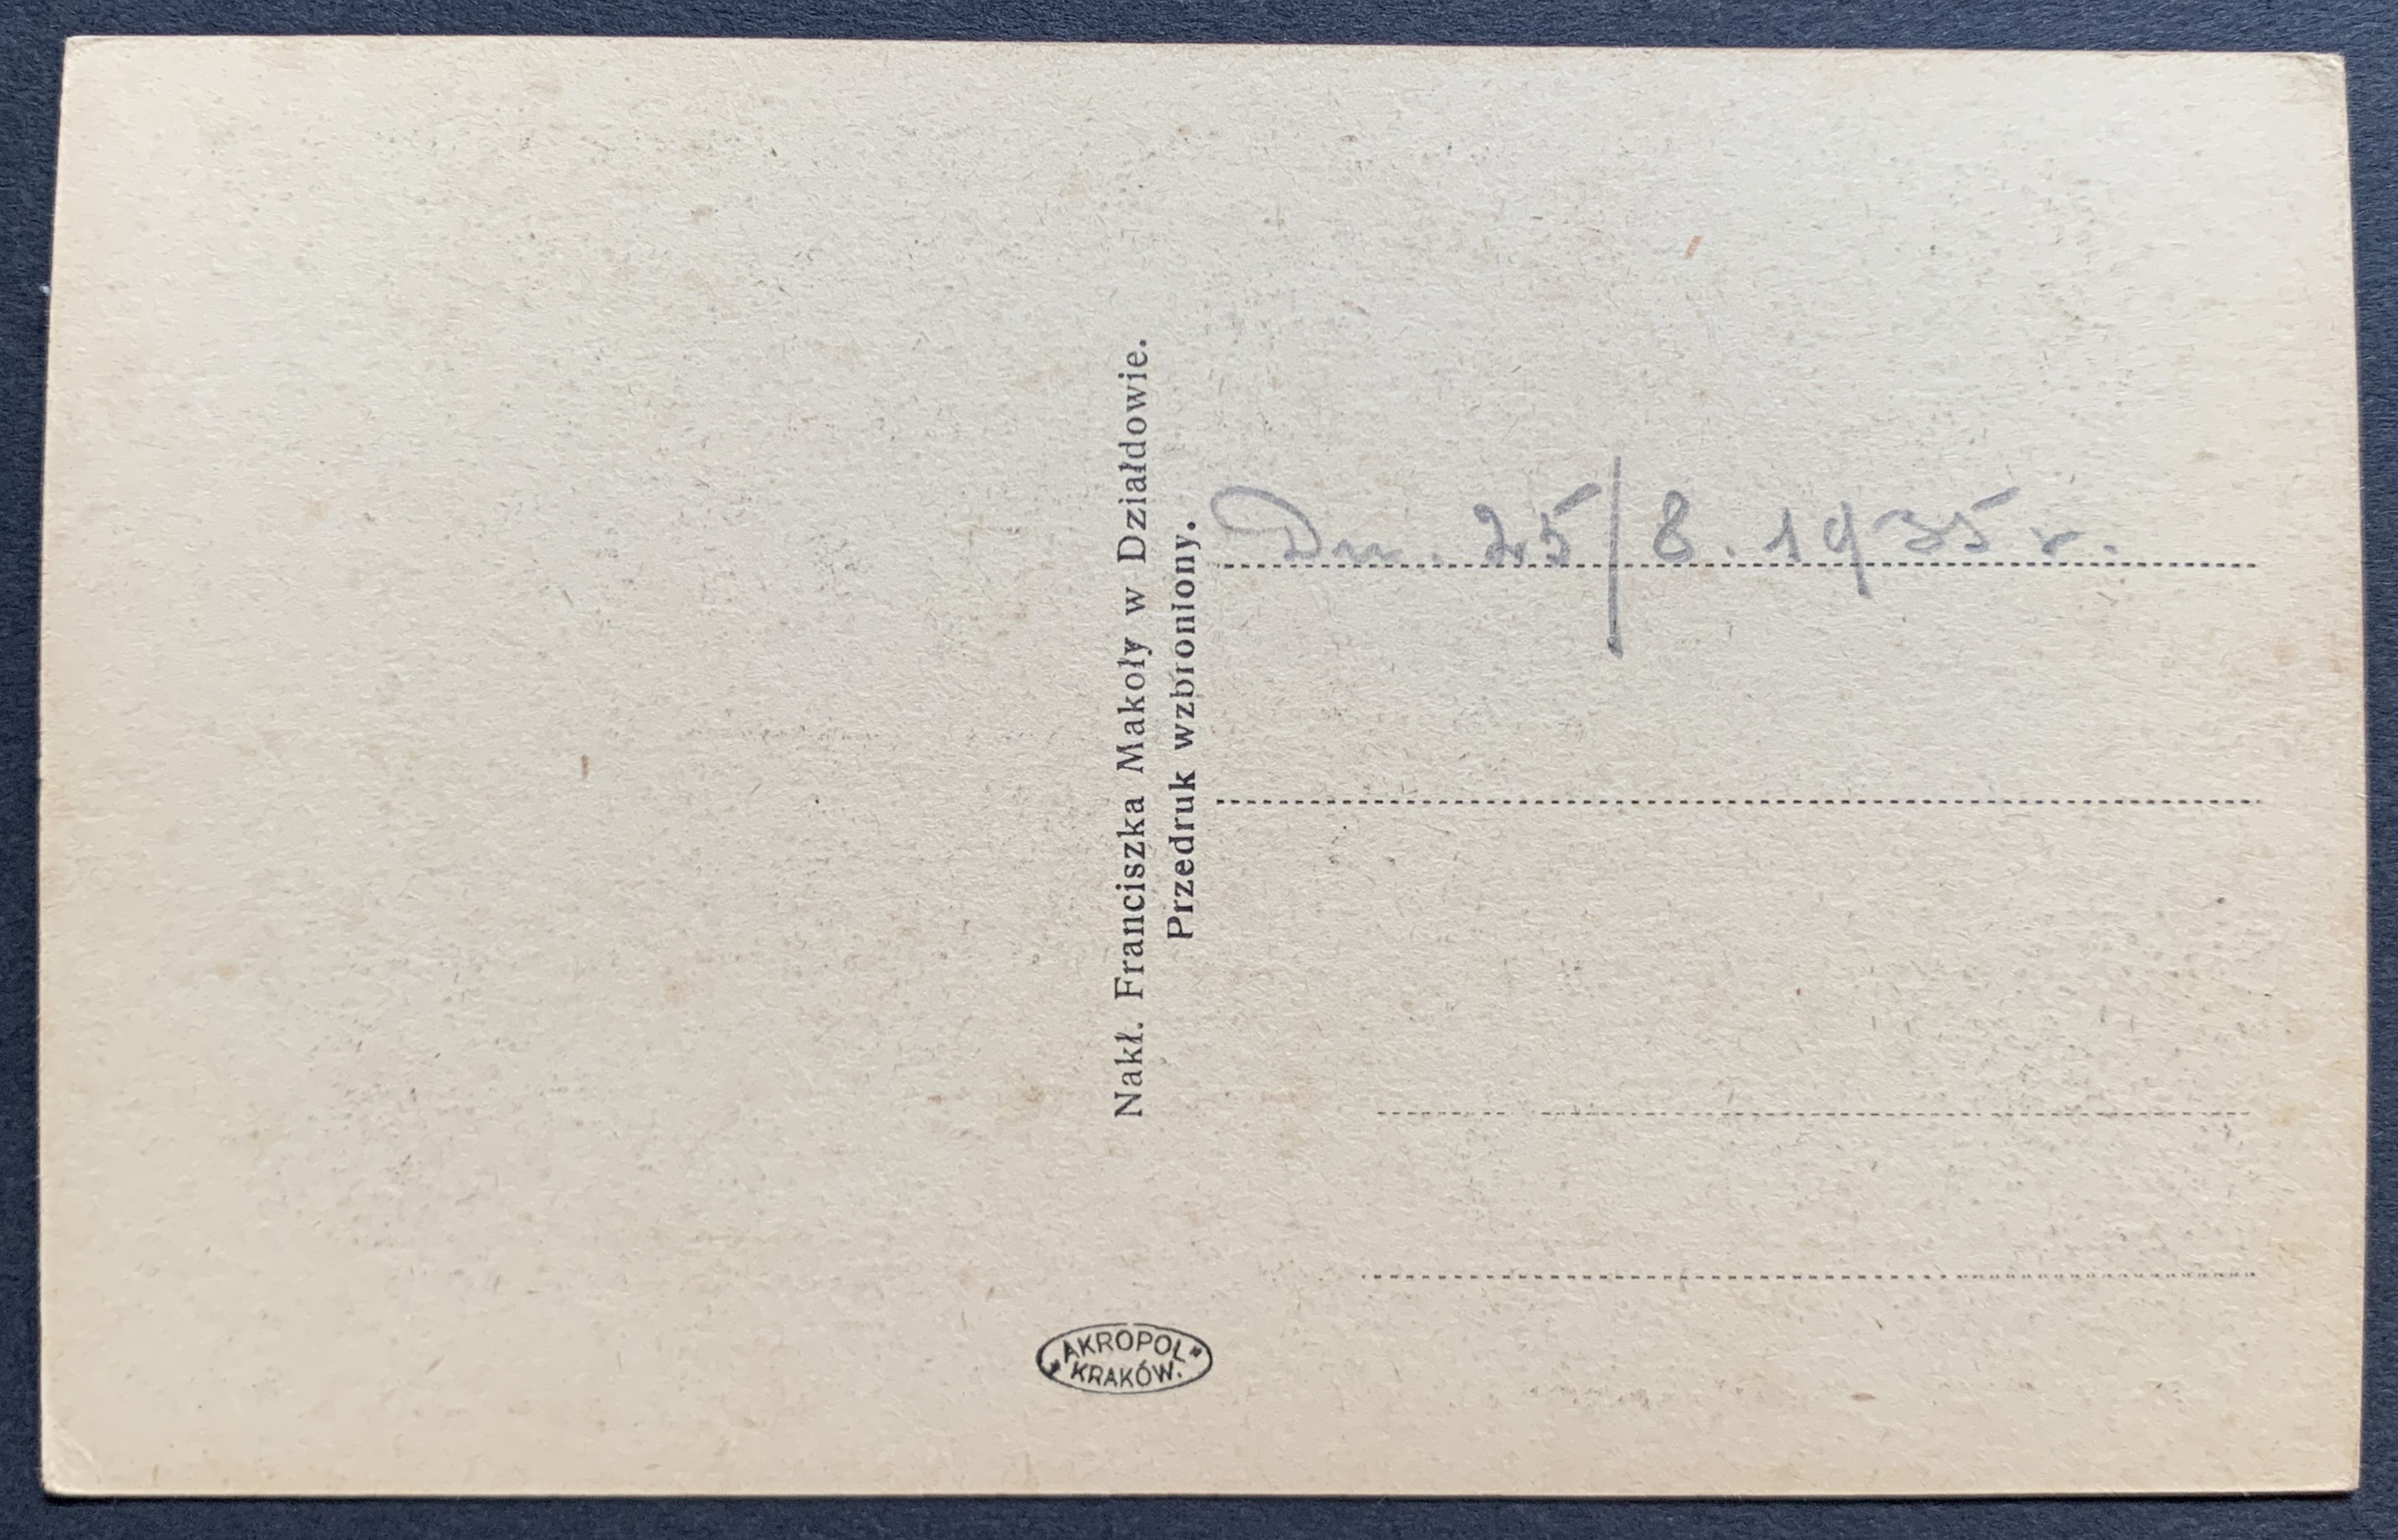 Nakł. Franciszka Makoły w Działdowie.
Przedruk wzbroniony.
Dn. 25/8. 1935 r.
„AKROPOL"
KRAKÓW.